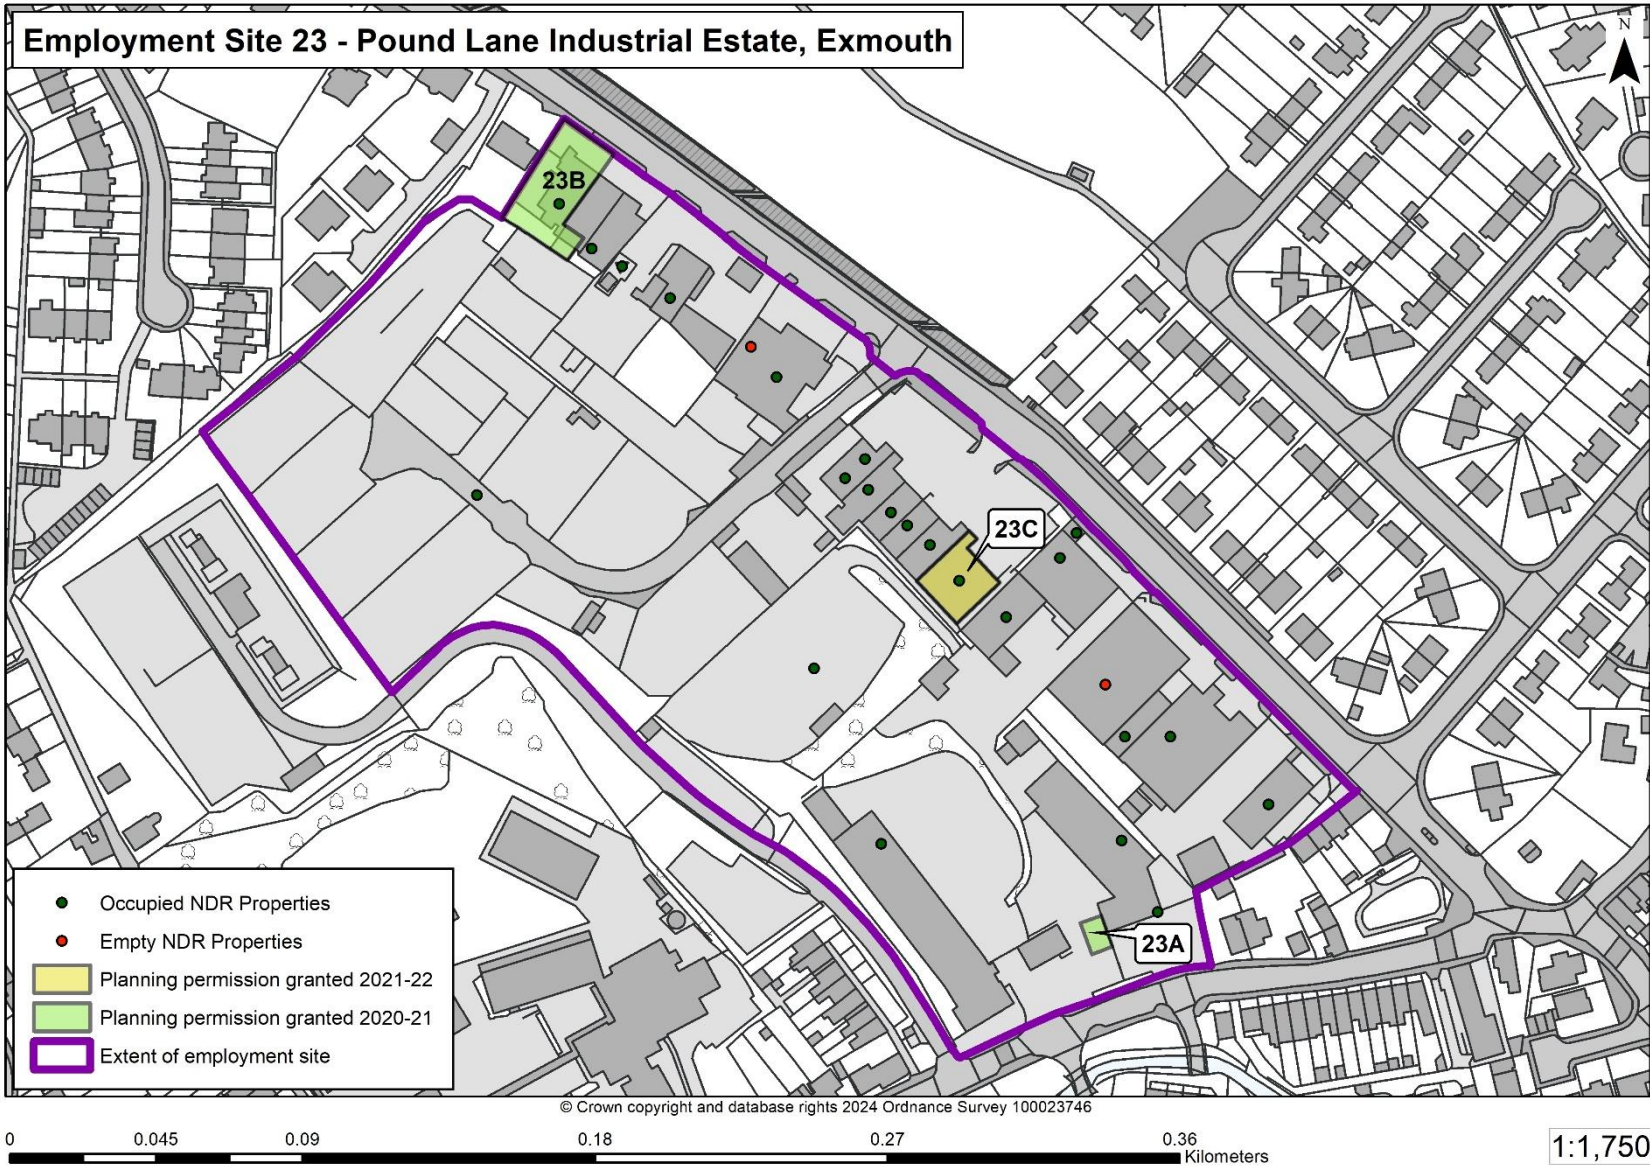 Employment Site 23 - Pound Lane Industrial Estate, Exmouth
N
23B
23C
23A
Occupied NDR Properties
Empty NDR Properties
Planning permission granted 2021-22
Planning permission granted 2020-21
Extent of employment site
© Crown copyright and database rights 2024 Ordnance Survey 100023746
0 0.045 0.09 0.18 0.27 0.36
Kilometers
1:1,750